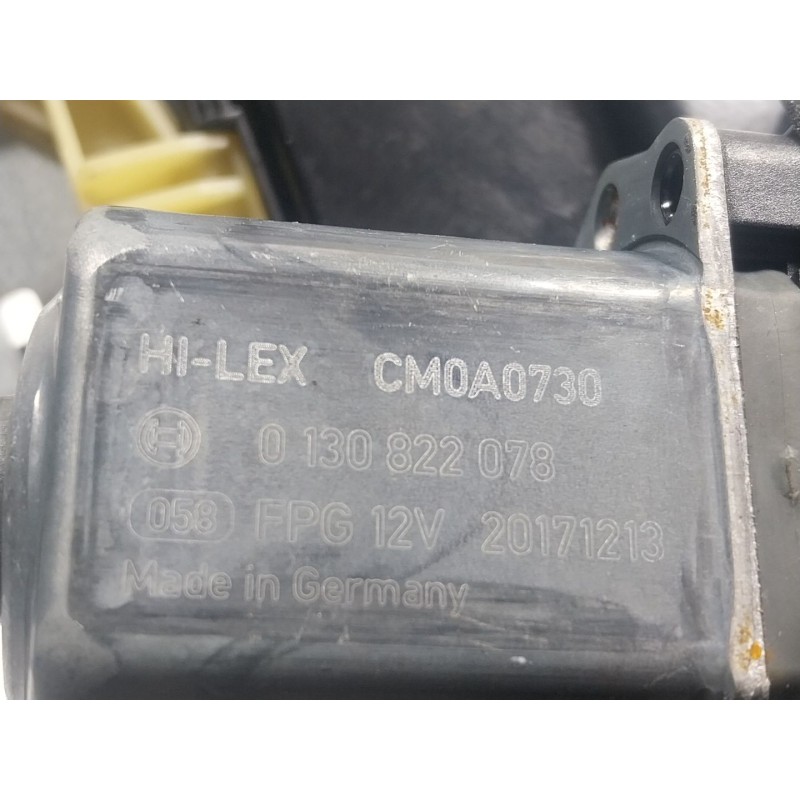 HI-LEX CM0A0730
0 130 822 078
058 FPG 12V 20171213
Made in Germany